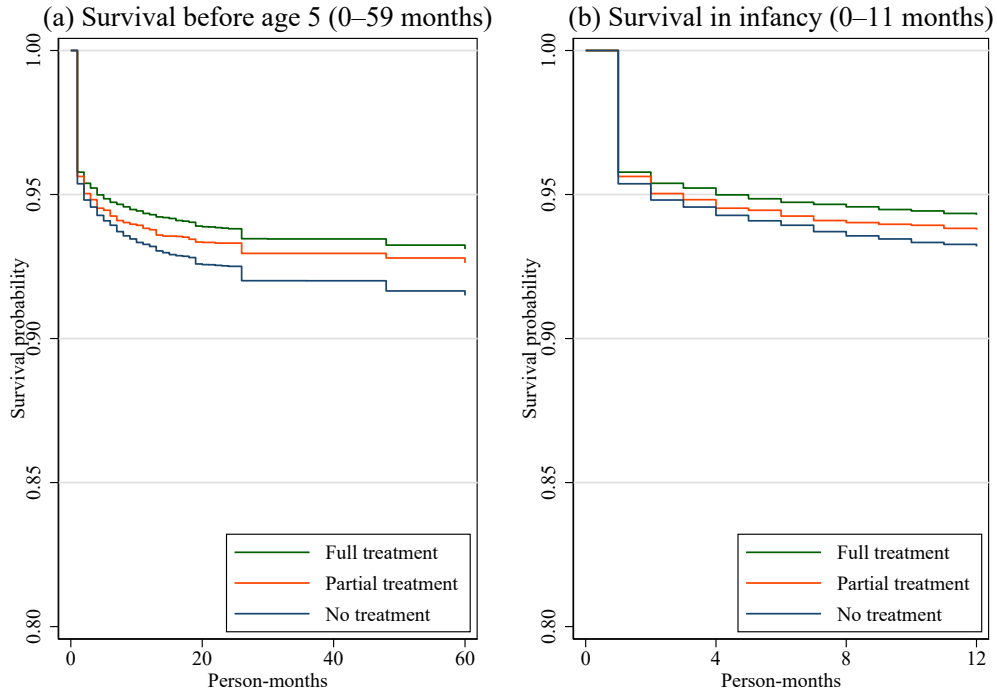 (a) Survival before age 5 (0–59 months)
Survival probability
1.00
0.95
0.90
0.85
0.80
Full treatment
Partial treatment
No treatment
0
20
40
60
Person-months
(b) Survival in infancy (0–11 months)
Survival probability
1.00
0.95
0.90
0.85
0.80
Full treatment
Partial treatment
No treatment
0
4
8
12
Person-months